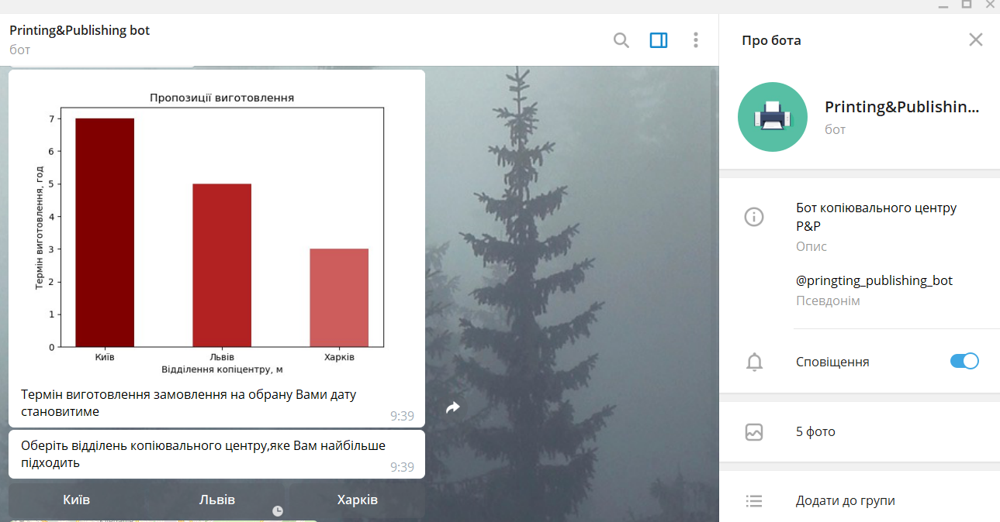 Printing&Publishing bot
бот
Пропозиції виготовлення
7
6
5
4
3
2
1
0
Термін виготовлення, год
Київ
Львів
Харків
Відділення копіцентру, м
Термін виготовлення замовлення на обрану Вами дату
становитиме
9:39
Оберіть відділень копіювального центру,яке Вам найбільше
підходить
9:39
Київ
Львів
Харків
Про бота
Printing&Publishin...
бот
Бот копіювального центру
P&P
Опис
@pringting_publishing_bot
Псевдонім
Сповіщення
5 фото
Додати до групи